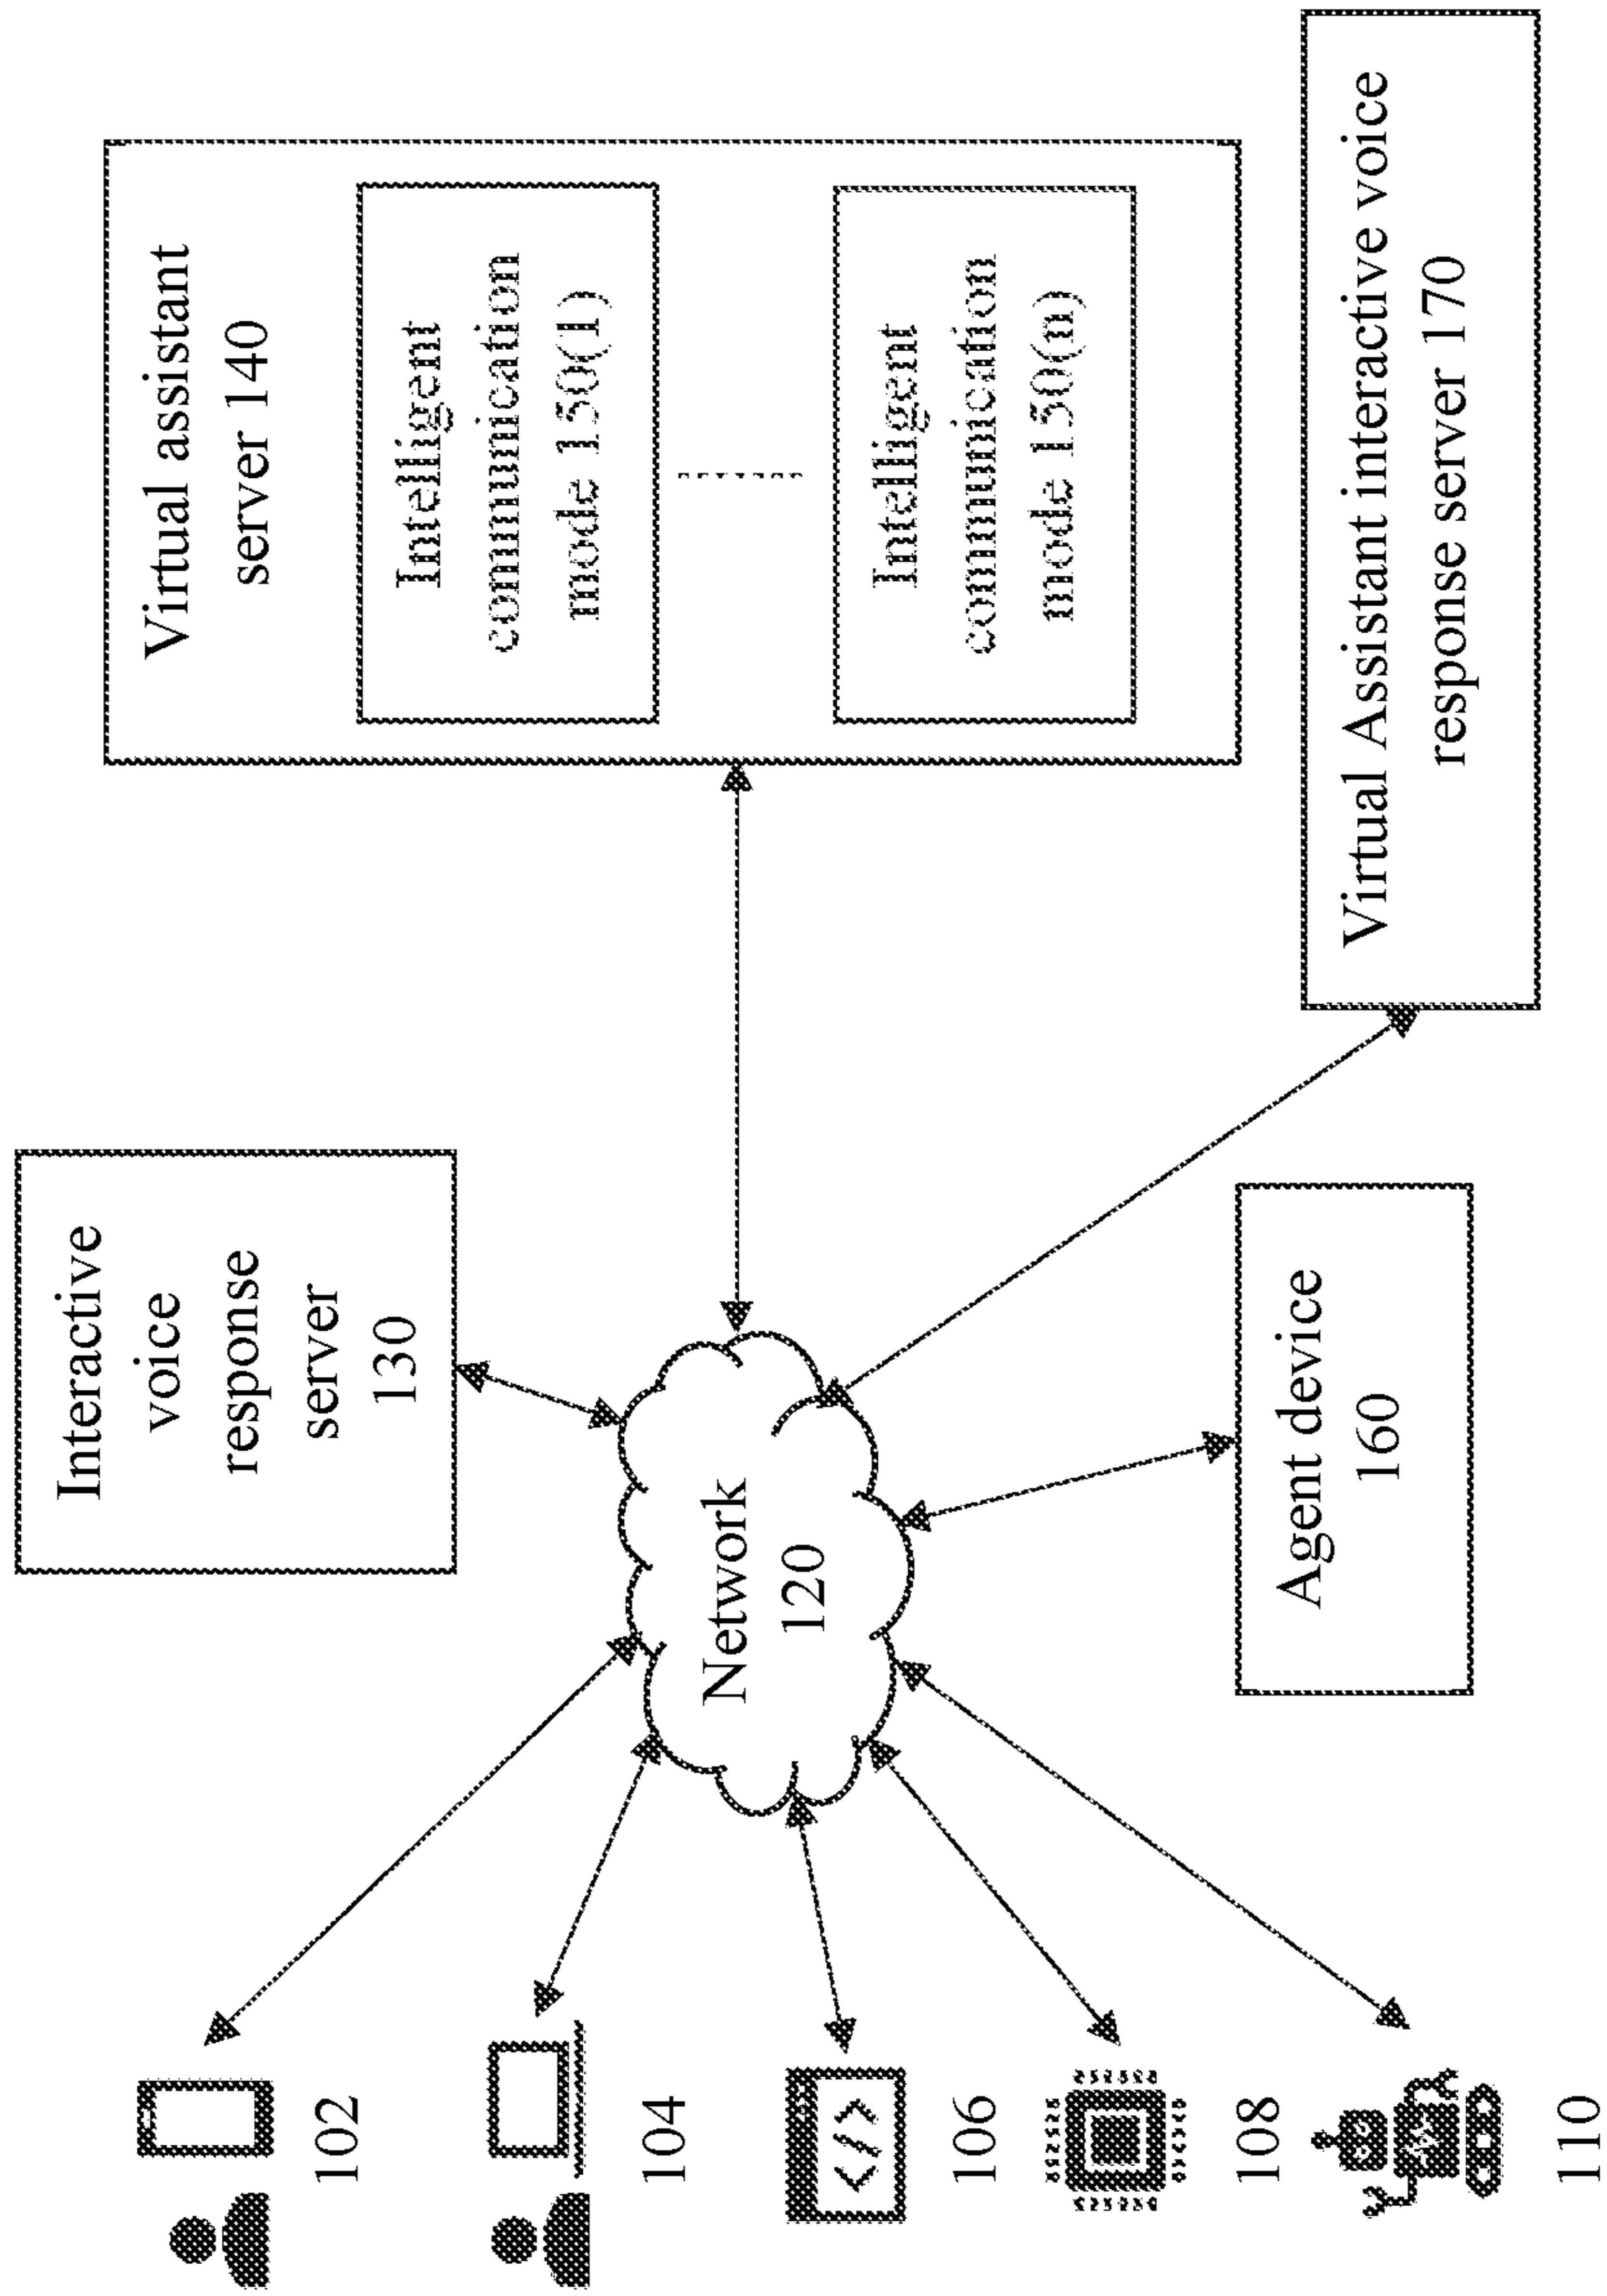 102
104
106
</>
108
110
Network
120
Interactive
voice
response
server
130
Virtual assistant
server 140
Intelligent
communication
mode 150(1)
Intelligent
communication
mode 150(n)
Agent device
160
Virtual Assistant interactive voice
response server 170